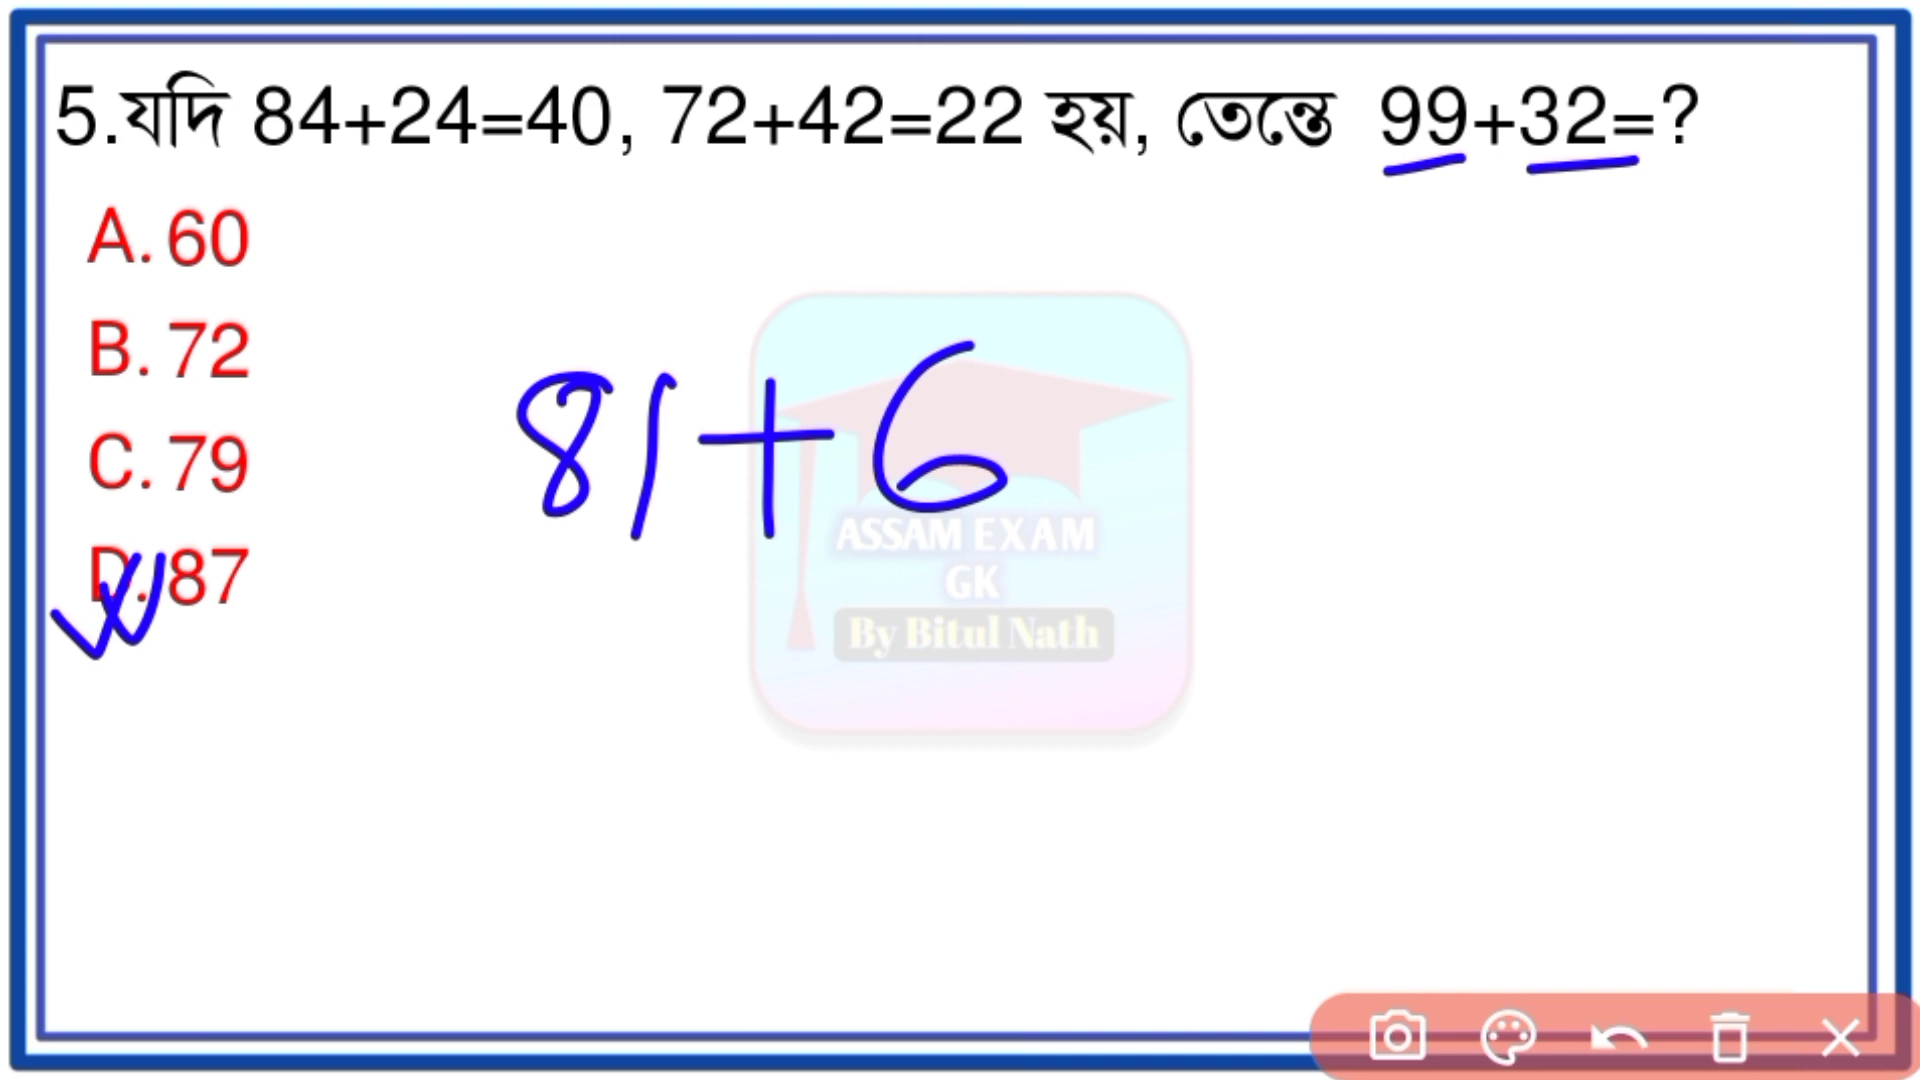 5.যদি 84+24=40, 72+42=22 হয়, তেন্তে 99+32=?
A. 60
B. 72
C. 79
D. 87
81+6
ASSAM EXAM
GK
By Bitul Nath